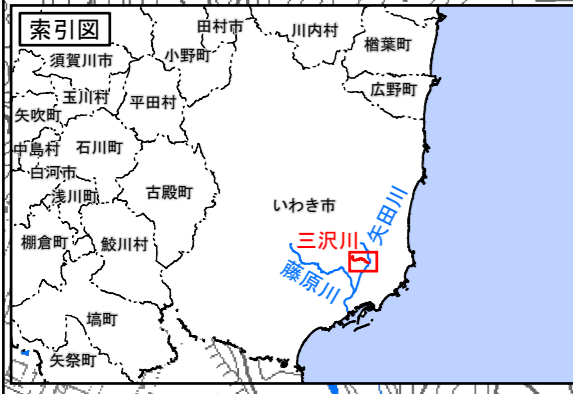 索引図
田村市
川内村
楢葉町
須賀川市
小野町
広野町
玉川村
平田村
矢吹町
中島村
石川町
白河市
浅川町
古殿町
いわき市
矢田川
棚倉町
鮫川村
三沢川
藤原川
塙町
矢祭町